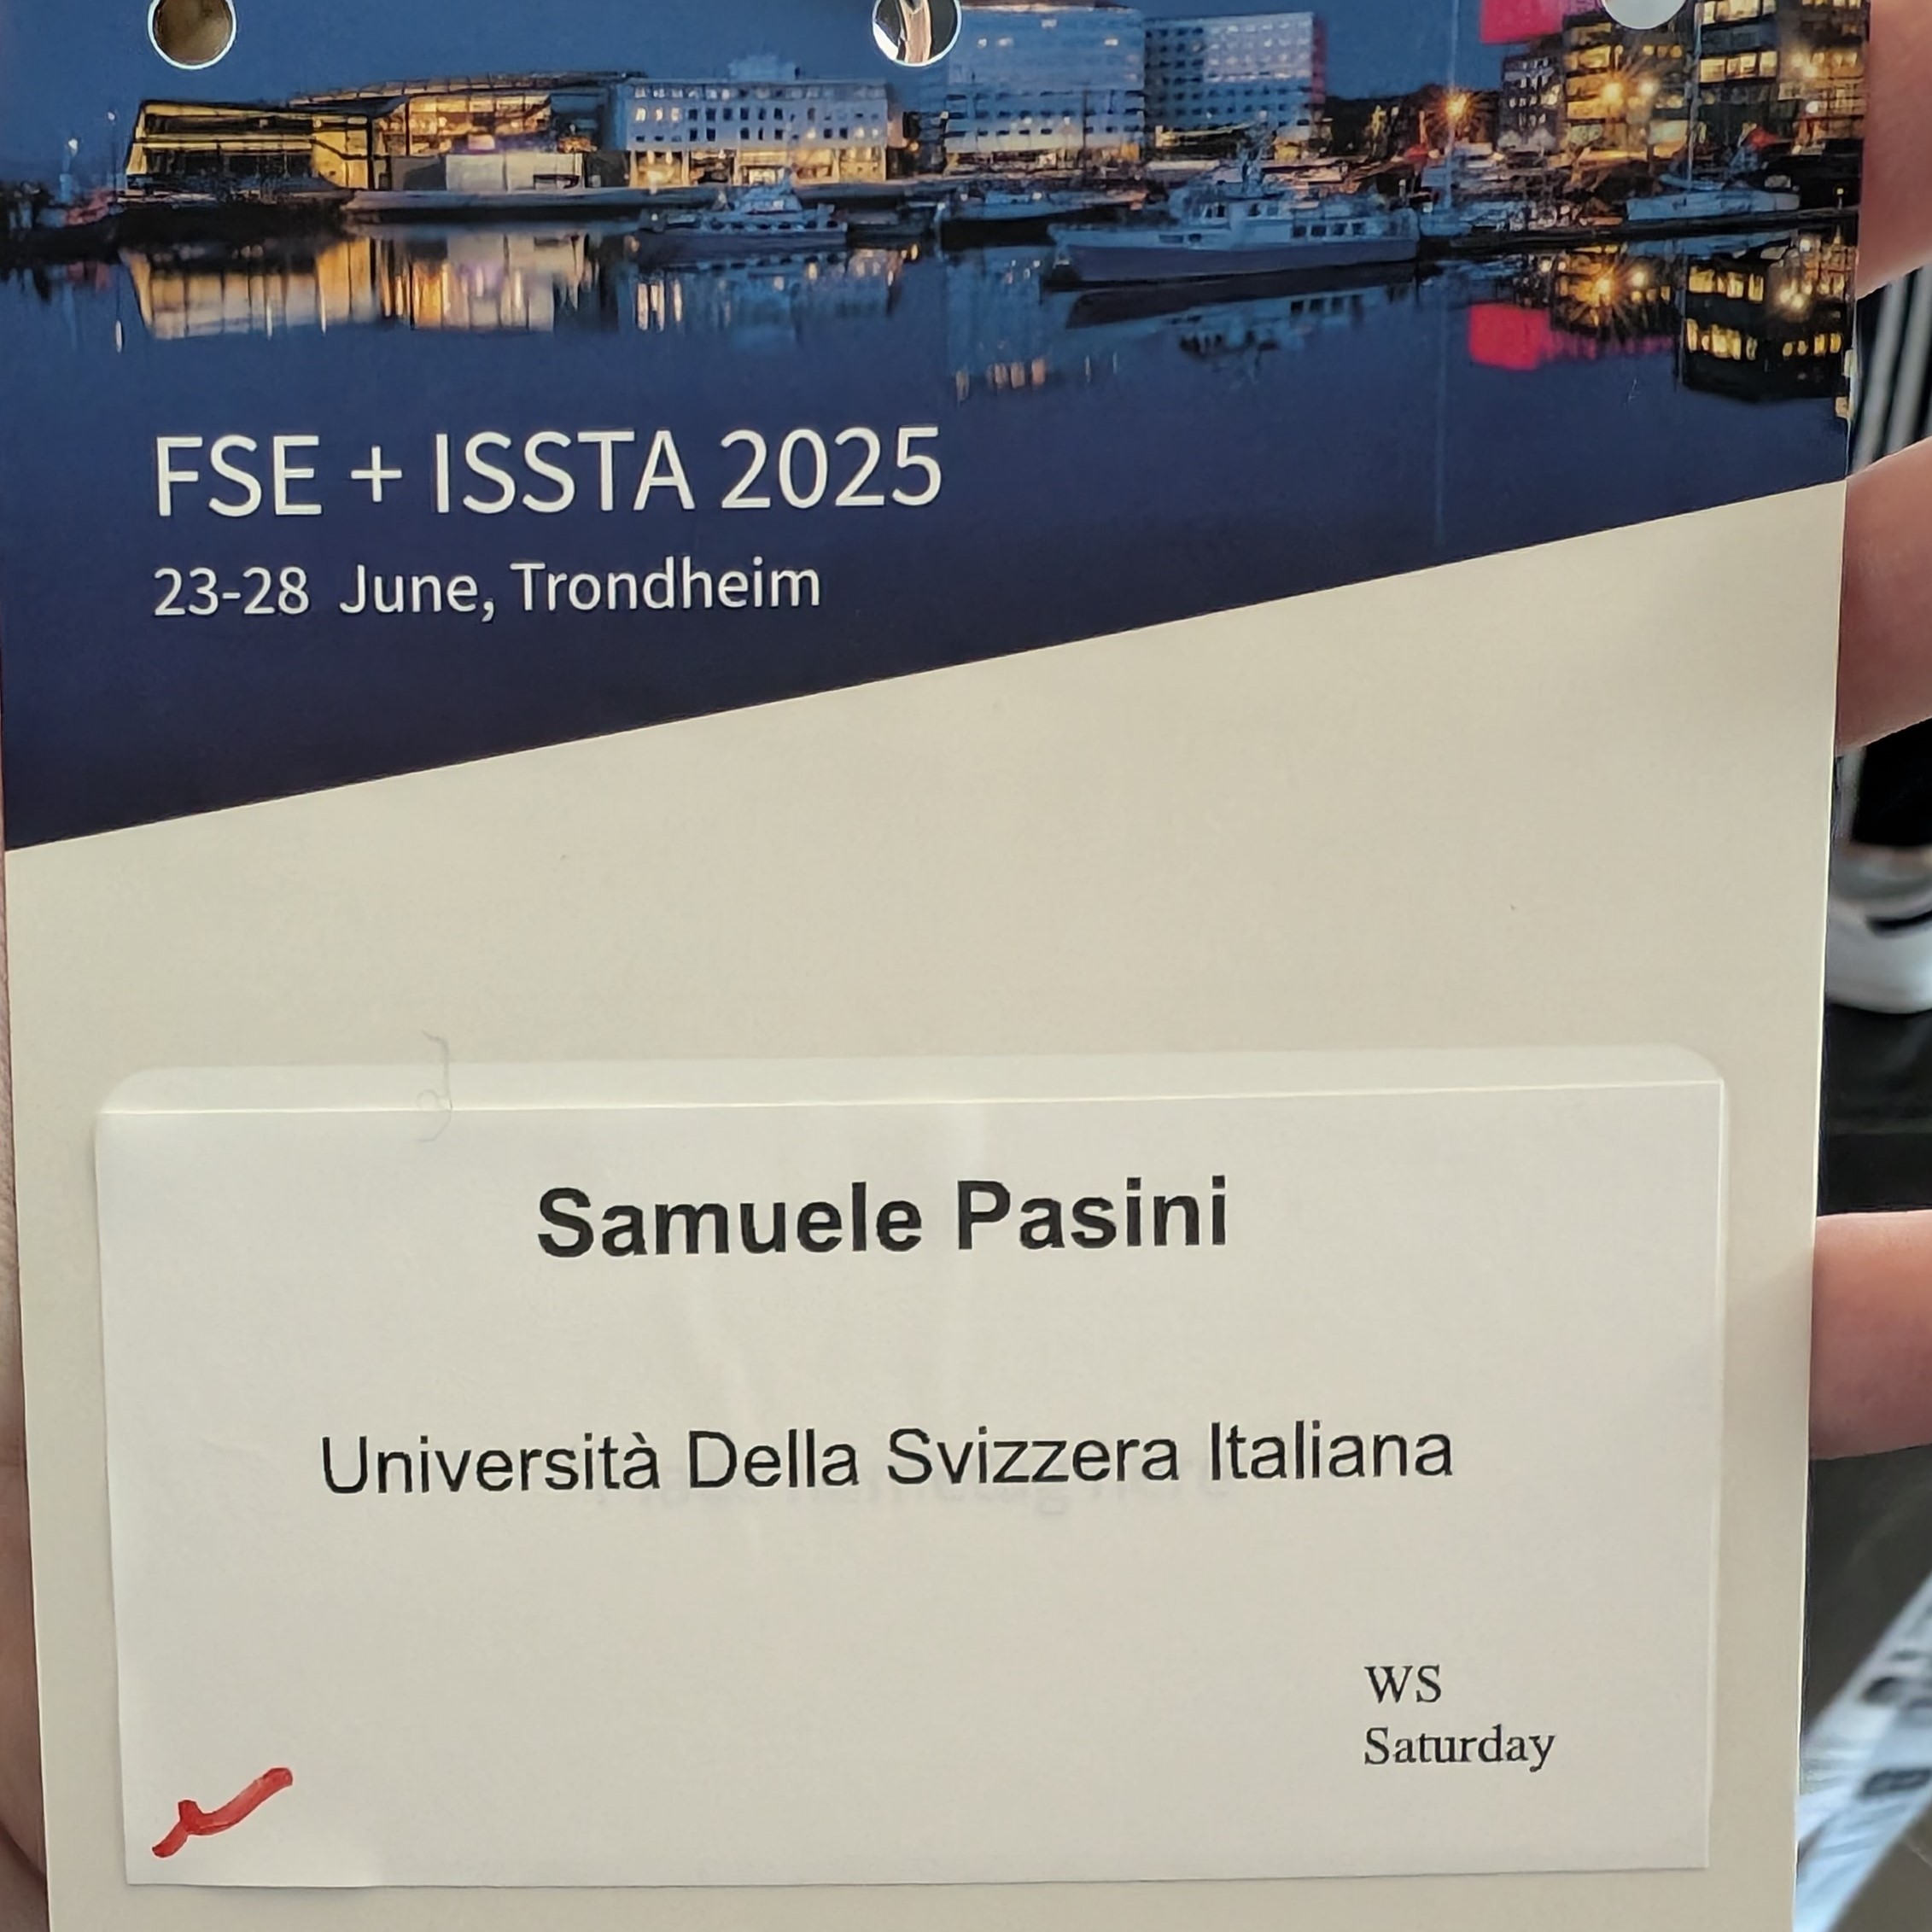 FSE + ISSTA 2025
23-28 June, Trondheim
Samuele Pasini
Università Della Svizzera Italiana
WS
Saturday